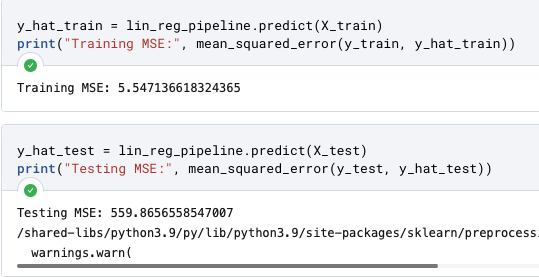 y_hat_train = lin_reg_pipeline.predict(X_train)
print("Training MSE:", mean_squared_error(y_train, y_hat_train))
Training MSE: 5.547136618324365
y_hat_test = lin_reg_pipeline.predict(X_test)
print("Testing MSE:", mean_squared_error(y_test, y_hat_test))
Testing MSE: 559.8656558547007
/shared-libs/python3.9/py/lib/python3.9/site-packages/sklearn/preprocessi
warnings.warn(